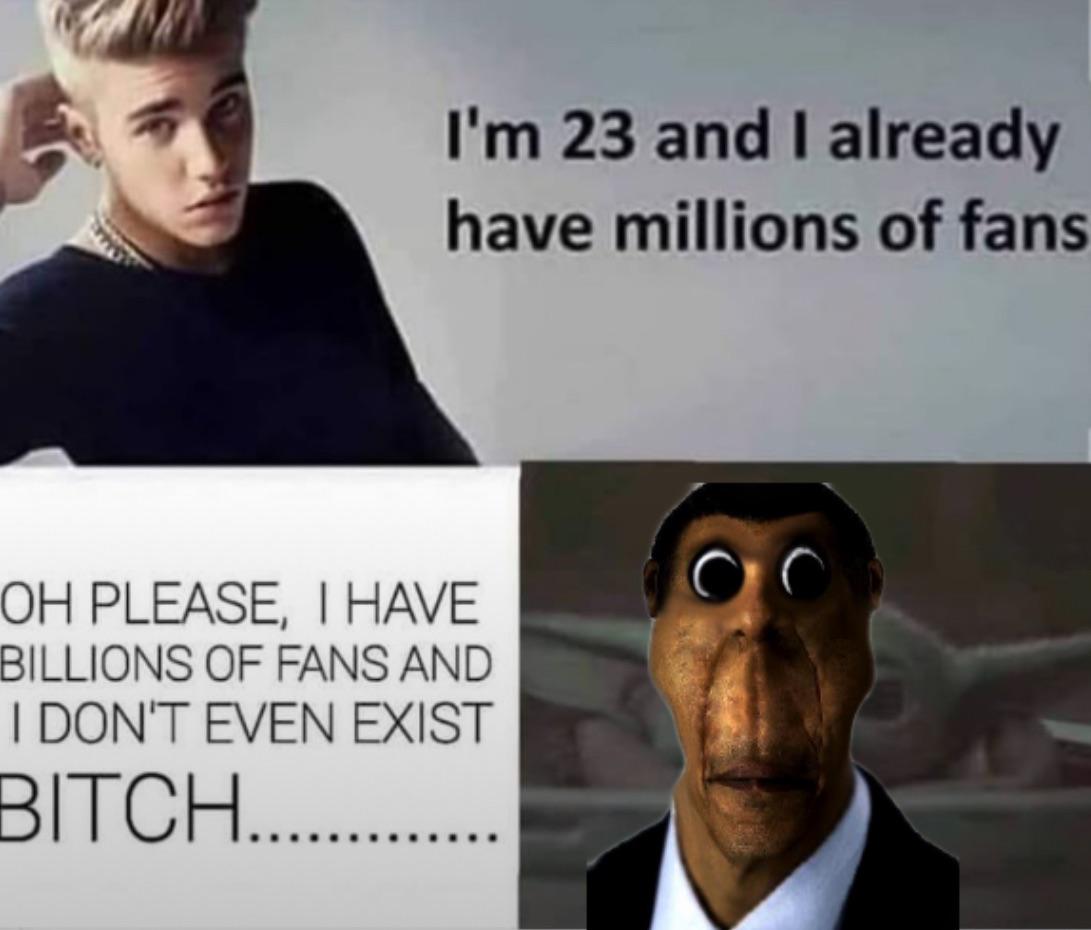 I'm 23 and I already
have millions of fans
OH PLEASE, I HAVE
BILLIONS OF FANS AND
I DON'T EVEN EXIST
BITCH.............